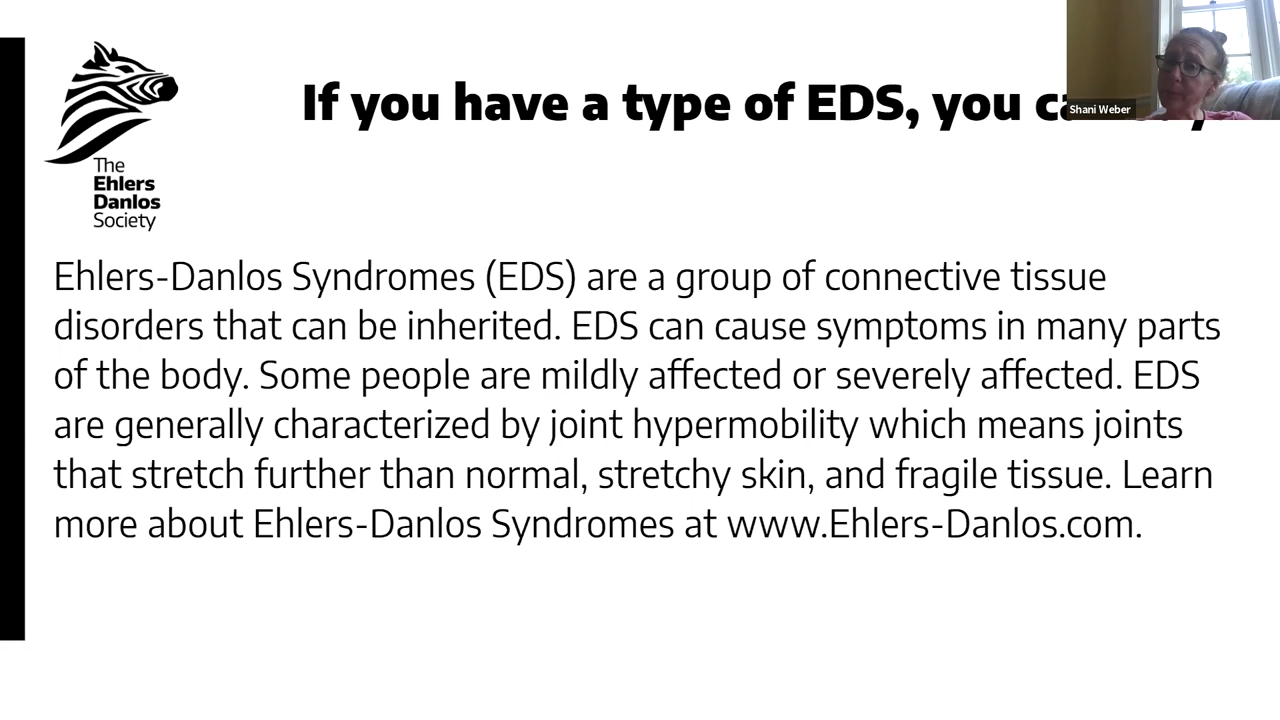 If you have a type of EDS, you
Shani Weber
The
Ehlers
Danlos
Society
Ehlers-Danlos Syndromes (EDS) are a group of connective tissue
disorders that can be inherited. EDS can cause symptoms in many parts
of the body. Some people are mildly affected or severely affected. EDS
are generally characterized by joint hypermobility which means joints
that stretch further than normal, stretchy skin, and fragile tissue. Learn
more about Ehlers-Danlos Syndromes at www.Ehlers-Danlos.com.